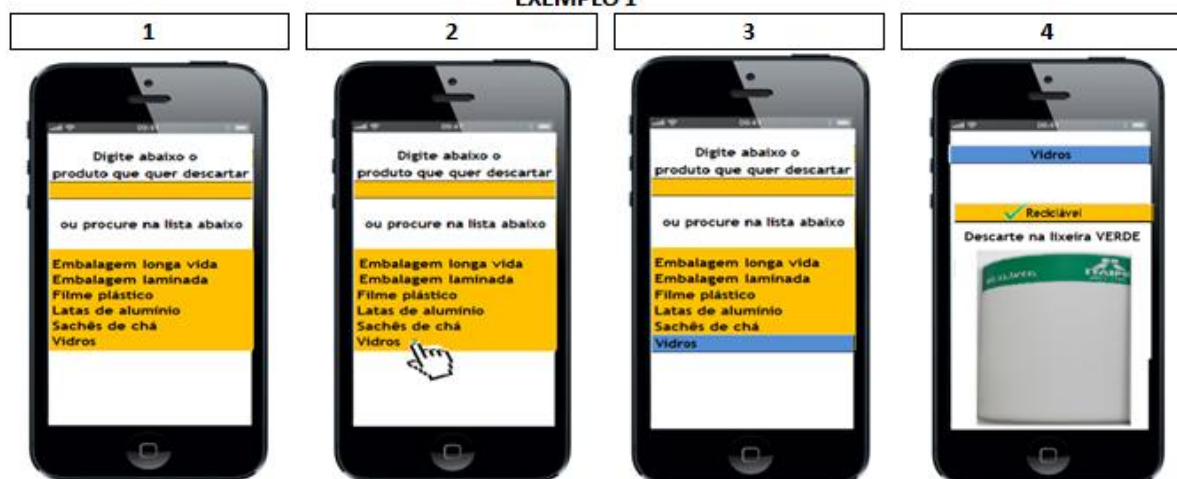 EXEMPLO 1
1
2
3
4
09:41
Digite abaixo o
produto que quer descartar
ou procure na lista abaixo
Embalagem longa vida
Embalagem laminada
Filme plástico
Latas de alumínio
Sachês de chá
Vidros
Digite abaixo o
produto que quer descartar
ou procure na lista abaixo
Embalagem longa vida
Embalagem laminada
Filme plástico
Latas de alumínio
Sachês de chá
Vidros
Digite abaixo o
produto que quer descartar
ou procure na lista abaixo
Embalagem longa vida
Embalagem laminada
Filme plástico
Latas de alumínio
Sachês de chá
Vidros
Vidros
Reciclável
Descarte na lixeira VERDE